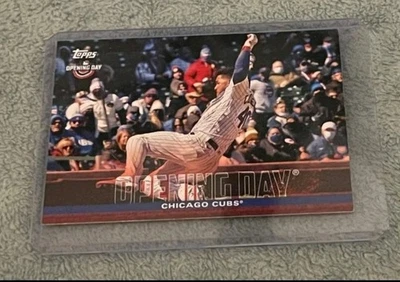 Topps
OPENING DAY
OPENING DAY®
CHICAGO CUBS®